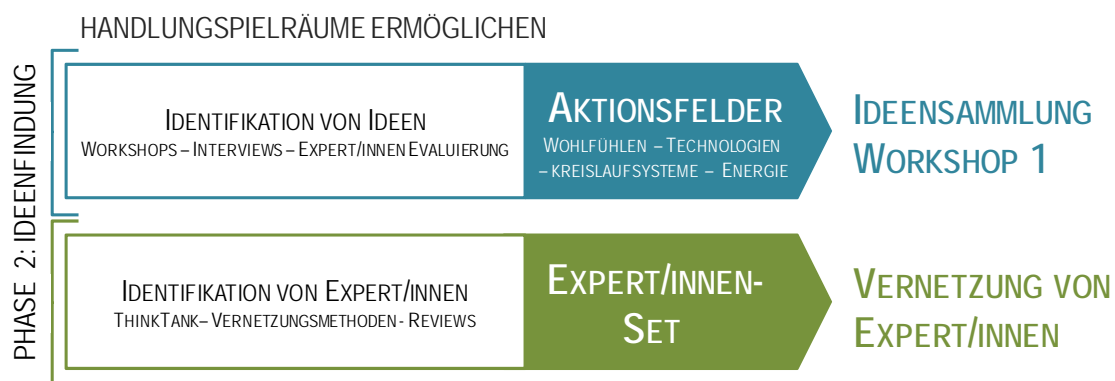 HANDLUNGSPIELRÄUME ERMÖGLICHEN
PHASE 2: IDEENFINDUNG
IDENTIFIKATION VON IDEEN
WORKSHOPS – INTERVIEWS – EXPERT/INNEN EVALUIERUNG
AKTIONSFELDER
WOHLFÜHLEN – TECHNOLOGIEN
– KREISLAUFSYSTEME – ENERGIE
IDEENSAMMLUNG
WORKSHOP 1
IDENTIFIKATION VON EXPERT/INNEN
THINKTANK– VERNETZUNGSMETHODEN - REVIEWS
EXPERT/INNEN-
SET
VERNETZUNG VON
EXPERT/INNEN